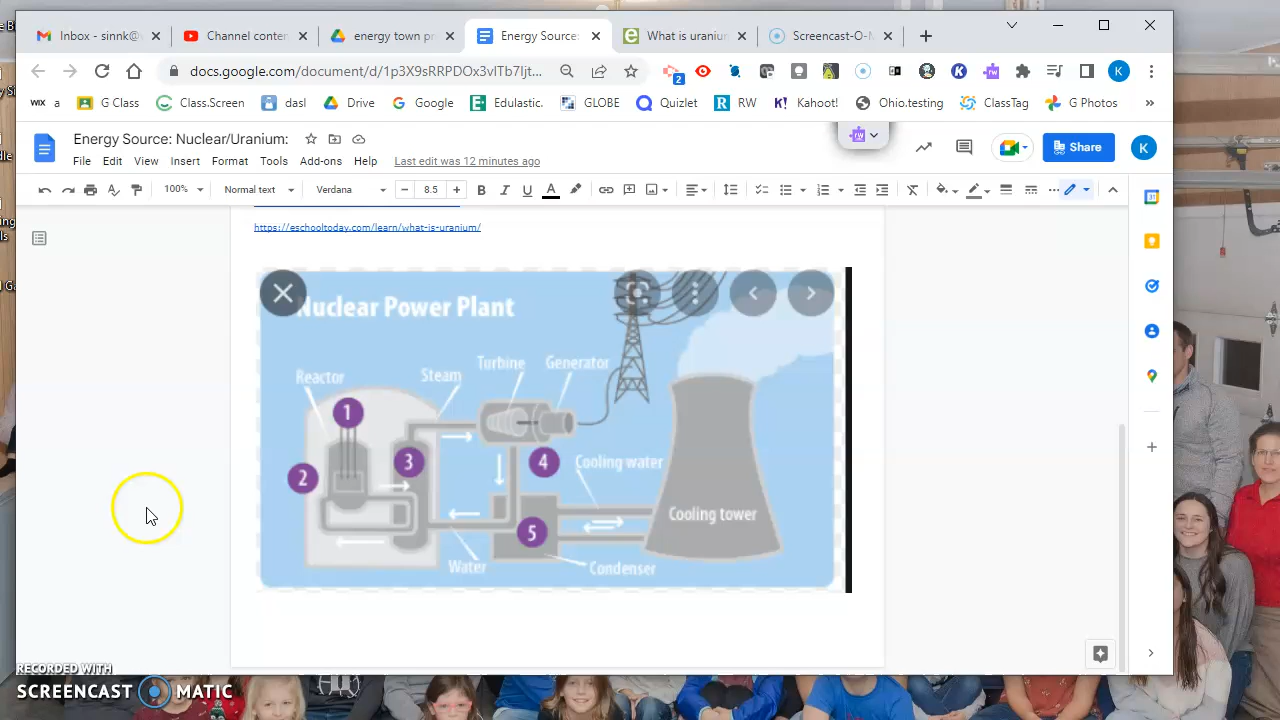 Inbox - sinnk@
Channel conten
energy town pr
Energy Source:
What is uraniu
Screencast-O-M
docs.google.com/document/d/1p3X9sRRPDOx3vlTb7Ijt...
2
K
WIX a
G Class
Class.Screen
dasl
Drive
Google
Edulastic.
GLOBE
Quizlet
RW
Kahoot!
Ohio.testing
ClassTag
G Photos
»
Energy Source: Nuclear/Uranium:
File Edit View Insert Format Tools Add-ons Help Last edit was 12 minutes ago
Share
K
100% Normal text Verdana 8.5 B I U A
https://eschooltoday.com/learn/what-is-uranium/
Nuclear Power Plant
Turbine Generator
Reactor Steam
1
2 3 4 Cooling water
5 Cooling tower
Water Condenser
RECORDED WITH
SCREENCAST MATIC